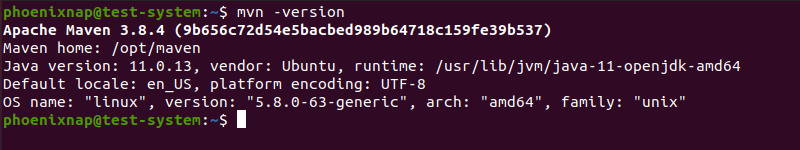 phoenixnap@test-system:~$ mvn -version
Apache Maven 3.8.4 (9b656c72d54e5bacbed989b64718c159fe39b537)
Maven home: /opt/maven
Java version: 11.0.13, vendor: Ubuntu, runtime: /usr/lib/jvm/java-11-openjdk-amd64
Default locale: en_US, platform encoding: UTF-8
OS name: "linux", version: "5.8.0-63-generic", arch: "amd64", family: "unix"
phoenixnap@test-system:~$